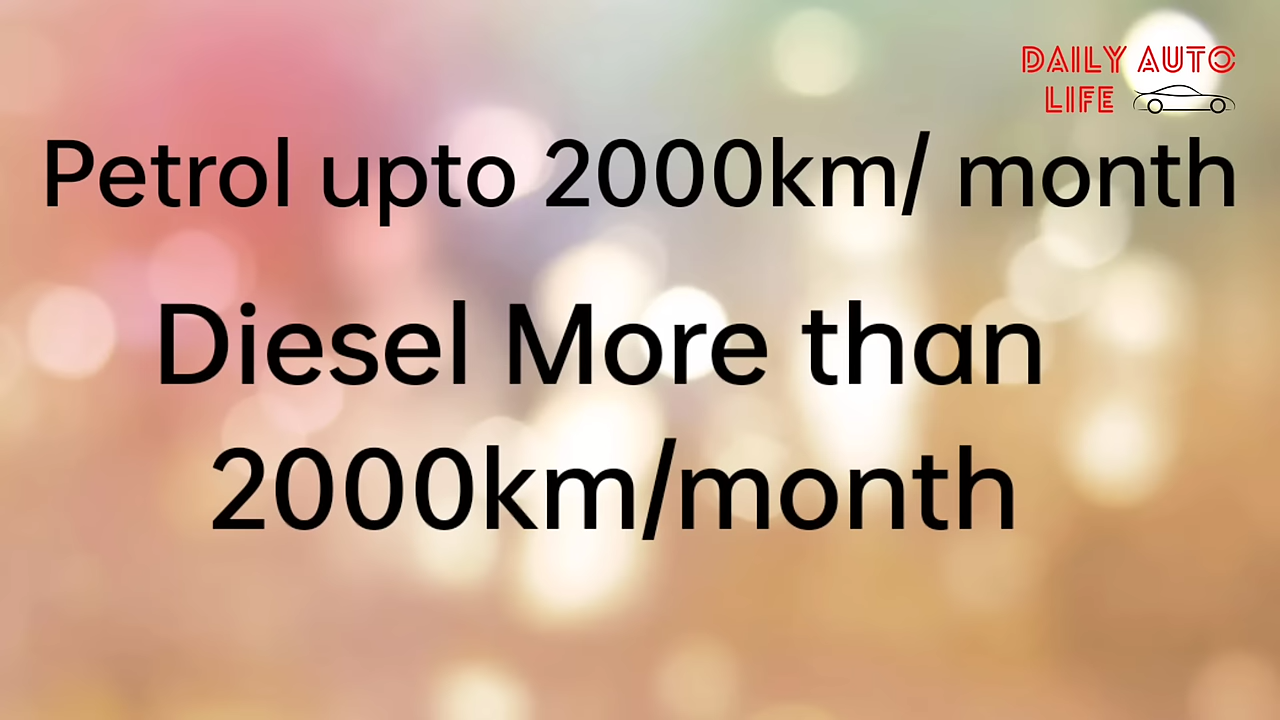 DAILY AUTO
LIFE
Petrol upto 2000km/ month
Diesel More than
2000km/month